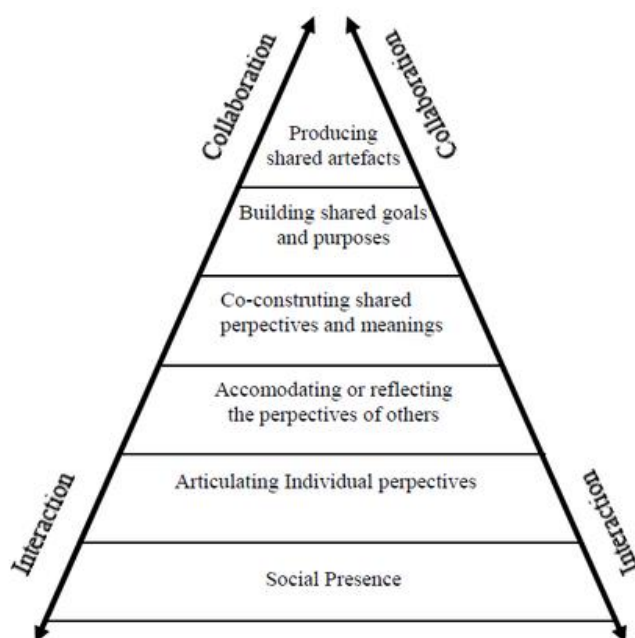 Collaboration
Collaboration
Producing
shared artefacts
Building shared goals
and purposes
Co-construting shared
perpectives and meanings
Accomodating or reflecting
the perpectives of others
Articulating Individual perpectives
Interaction
Interaction
Social Presence